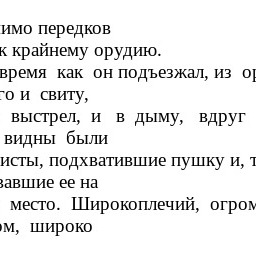 имо передков
к крайнему орудию.
время как он подъезжал, из ор
го и свиту,
выстрел, и в дыму, вдруг
видны были
исты, подхватившие пушку и, т
вавшие ее на
место. Широкоплечий, огром
ом, широко